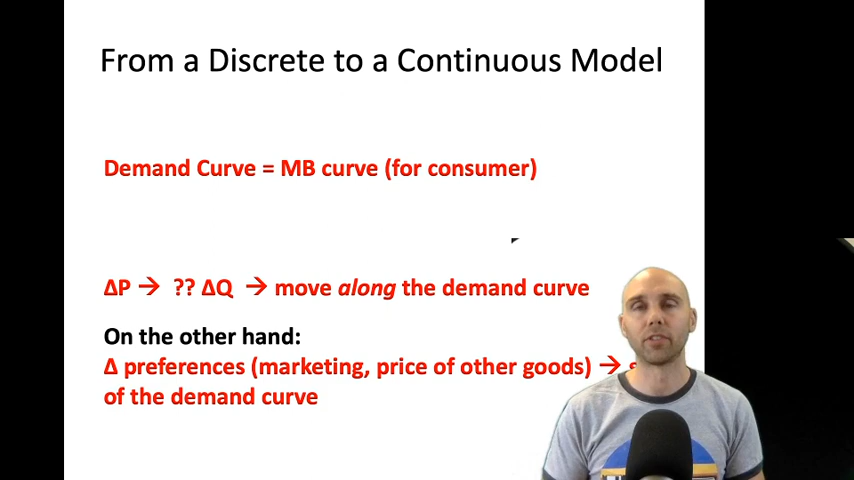 From a Discrete to a Continuous Model
Demand Curve = MB curve (for consumer)
ΔP → ?? ΔQ → move along the demand curve
On the other hand:
Δ preferences (marketing, price of other goods) →
of the demand curve